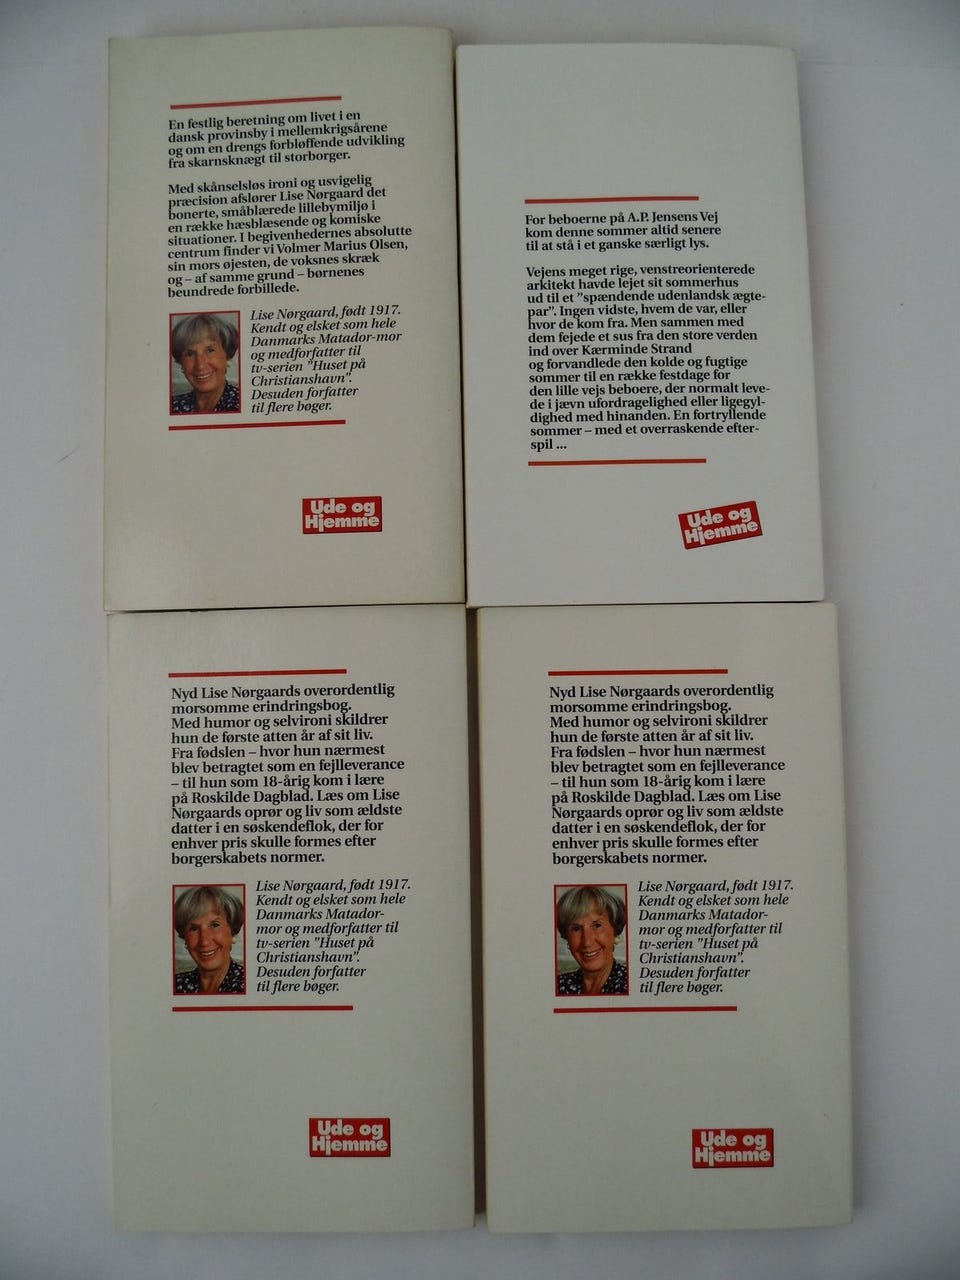 En festlig beretning om livet i en
dansk provinsby i mellemkrigsårene
og om en drengs forbløffende udvikling
fra skarnsknægt til storborger.
Med skånselsløs ironi og usvigelig
præcision afslører Lise Nørgaard det
bonerte, småblærede lillebymiljø i
en række hæsblæsende og komiske
situationer. I begivenhedernes absolutte
centrum finder vi Volmer Marius Olsen,
sin mors øjesten, de voksnes skræk
og – af samme grund – børnenes
beundrede forbillede.
Lise Nørgaard, født 1917.
Kendt og elsket som hele
Danmarks Matador-mor
og medforfatter til
tv-serien "Huset på
Christianshavn".
Desuden forfatter
til flere bøger.
Ude og
Hjemme
For beboerne på A.P. Jensens Vej
kom denne sommer altid senere
til at stå i et ganske særligt lys.
Vejens meget rige, venstreorienterede
arkitekt havde lejet sit sommerhus
ud til et "spændende udenlandsk ægte-
par". Ingen vidste, hvem de var, eller
hvor de kom fra. Men sammen med
dem fejede et sus fra den store verden
ind over Kærminde Strand
og forvandlede den kolde og fugtige
sommer til en række festdage for
den lille vejs beboere, der normalt leve-
de i jævn ufordragelighed eller ligegyl-
dighed med hinanden. En fortryllende
sommer – med et overraskende efter-
spil ...
Ude og
Hjemme
Nyd Lise Nørgaards overordentlig
morsomme erindringsbog.
Med humor og selvironi skildrer
hun de første atten år af sit liv.
Fra fødslen – hvor hun nærmest
blev betragtet som en fejlleverance
– til hun som 18-årig kom i lære
på Roskilde Dagblad. Læs om Lise
Nørgaards oprør og liv som ældste
datter i en søskendeflok, der for
enhver pris skulle formes efter
borgerskabets normer.
Lise Nørgaard, født 1917.
Kendt og elsket som hele
Danmarks Matador-
mor og medforfatter til
tv-serien "Huset på
Christianshavn".
Desuden forfatter
til flere bøger.
Ude og
Hjemme
Nyd Lise Nørgaards overordentlig
morsomme erindringsbog.
Med humor og selvironi skildrer
hun de første atten år af sit liv.
Fra fødslen – hvor hun nærmest
blev betragtet som en fejlleverance
– til hun som 18-årig kom i lære
på Roskilde Dagblad. Læs om Lise
Nørgaards oprør og liv som ældste
datter i en søskendeflok, der for
enhver pris skulle formes efter
borgerskabets normer.
Lise Nørgaard, født 1917.
Kendt og elsket som hele
Danmarks Matador-
mor og medforfatter til
tv-serien "Huset på
Christianshavn".
Desuden forfatter
til flere bøger.
Ude og
Hjemme